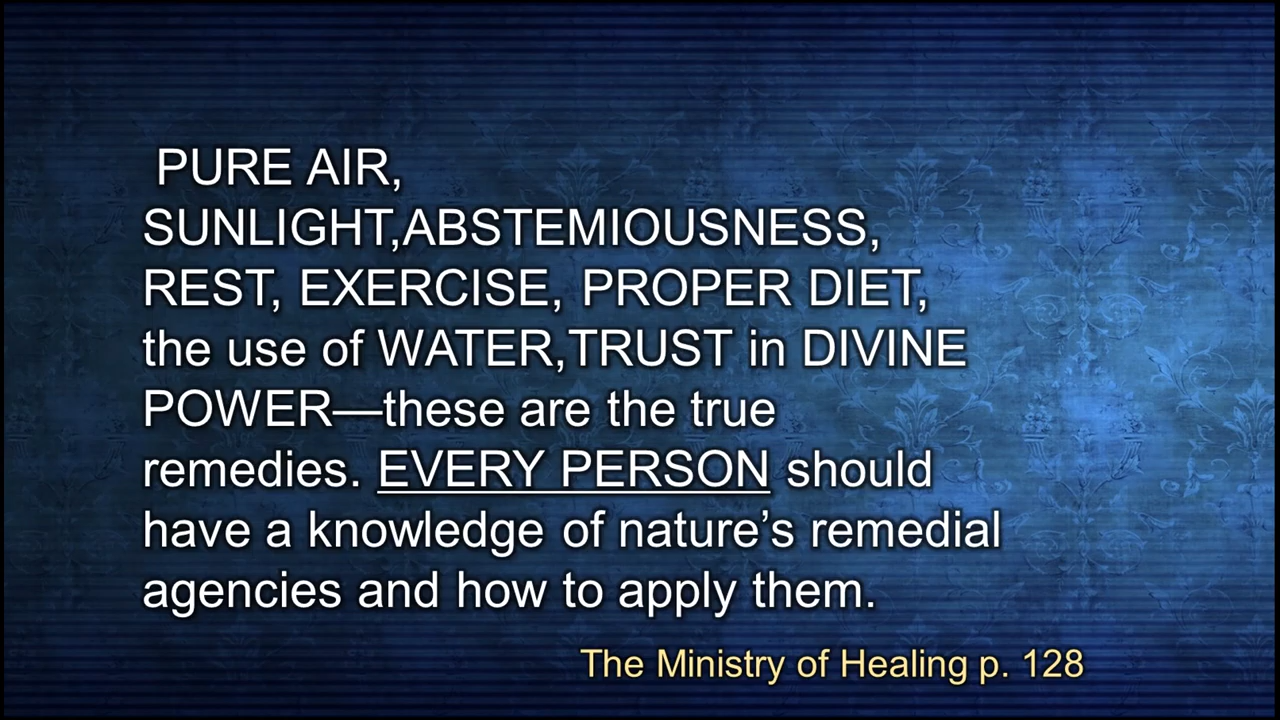 PURE AIR,
SUNLIGHT,ABSTEMIOUSNESS,
REST, EXERCISE, PROPER DIET,
the use of WATER,TRUST in DIVINE
POWER—these are the true
remedies. EVERY PERSON should
have a knowledge of nature’s remedial
agencies and how to apply them.
The Ministry of Healing p. 128